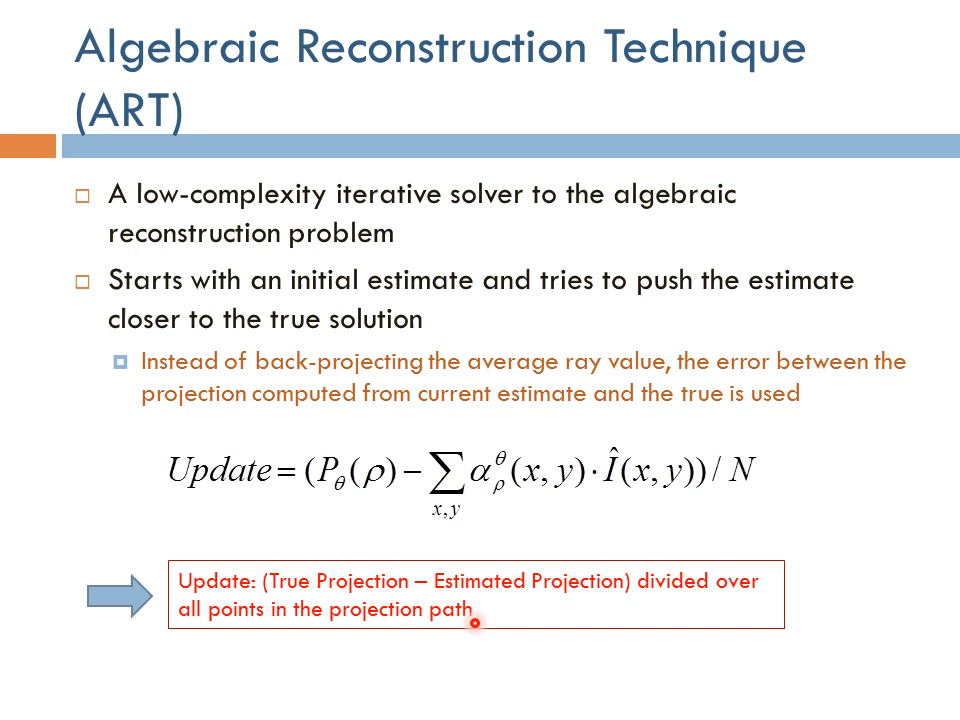 Algebraic Reconstruction Technique
(ART)
A low-complexity iterative solver to the algebraic
reconstruction problem
Starts with an initial estimate and tries to push the estimate
closer to the true solution
Instead of back-projecting the average ray value, the error between the
projection computed from current estimate and the true is used
Update = (P_θ(ρ) − ∑_{x,y} α_ρ^θ(x, y) · Î(x, y)) / N
Update: (True Projection – Estimated Projection) divided over
all points in the projection path